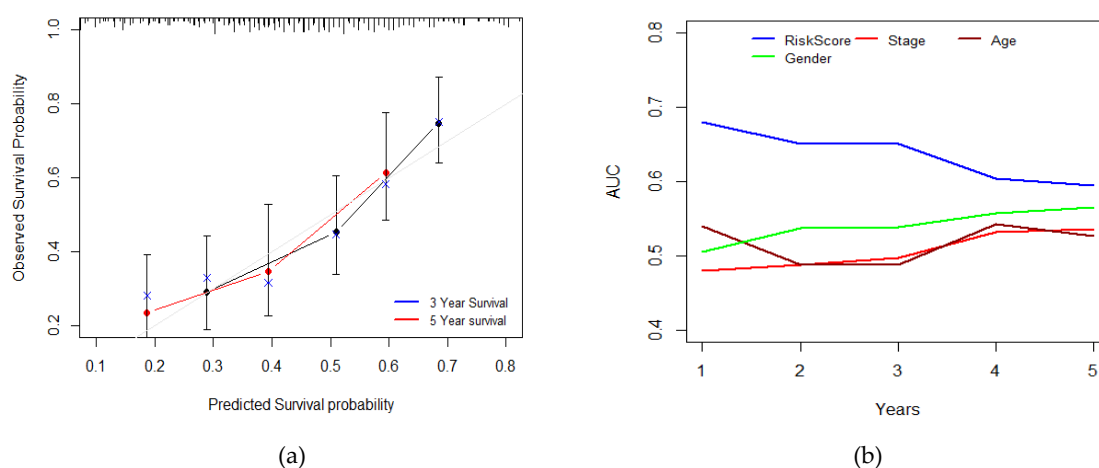 1.0
0.8
0.6
0.4
0.2
Observed Survival Probability
0.1 0.2 0.3 0.4 0.5 0.6 0.7 0.8
Predicted Survival probability
3 Year Survival
5 Year survival
(a)
RiskScore Stage Age
Gender
0.8
0.7
0.6
0.5
0.4
AUC
1 2 3 4 5
Years
(b)